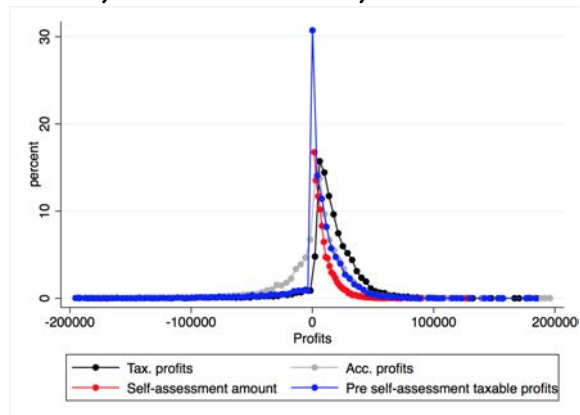 30
20
percent
10
0
-200000 -100000 0 100000 2000000
Profits
Tax. profits Acc. profits
Self-assessment amount Pre self-assessment taxable profits